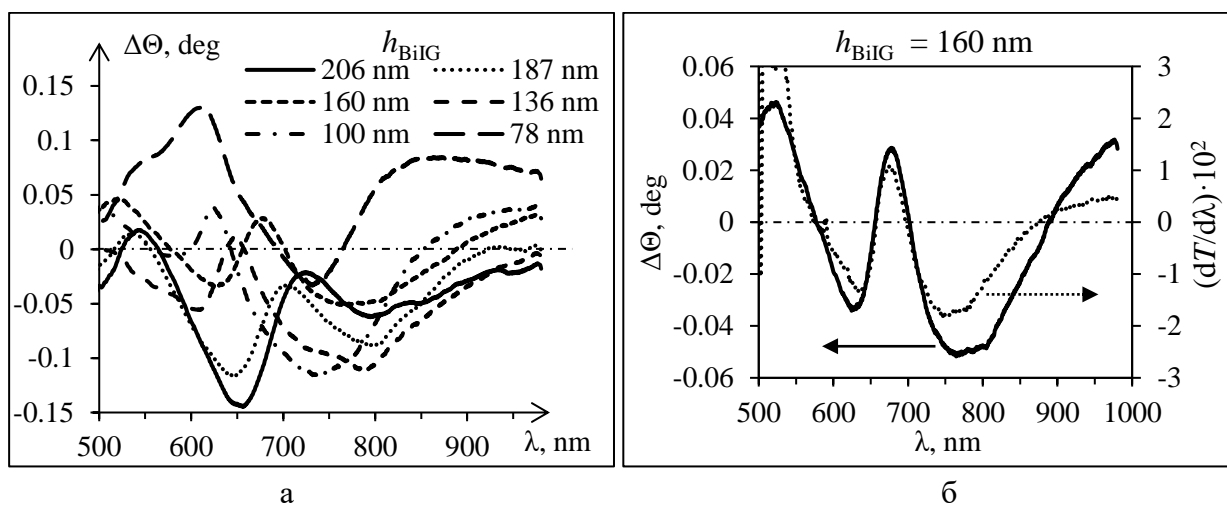 ΔΘ, deg
h_BiIG
206 nm 187 nm
160 nm 136 nm
100 nm 78 nm
0.15
0.1
0.05
0
-0.05
-0.1
-0.15
500 600 700 800 900 λ, nm
а
h_BiIG = 160 nm
ΔΘ, deg
0.06
0.04
0.02
0
-0.02
-0.04
-0.06
3
2
1
0
-1
-2
-3
(dT/dλ)·10²
500 600 700 800 900 1000
λ, nm
б